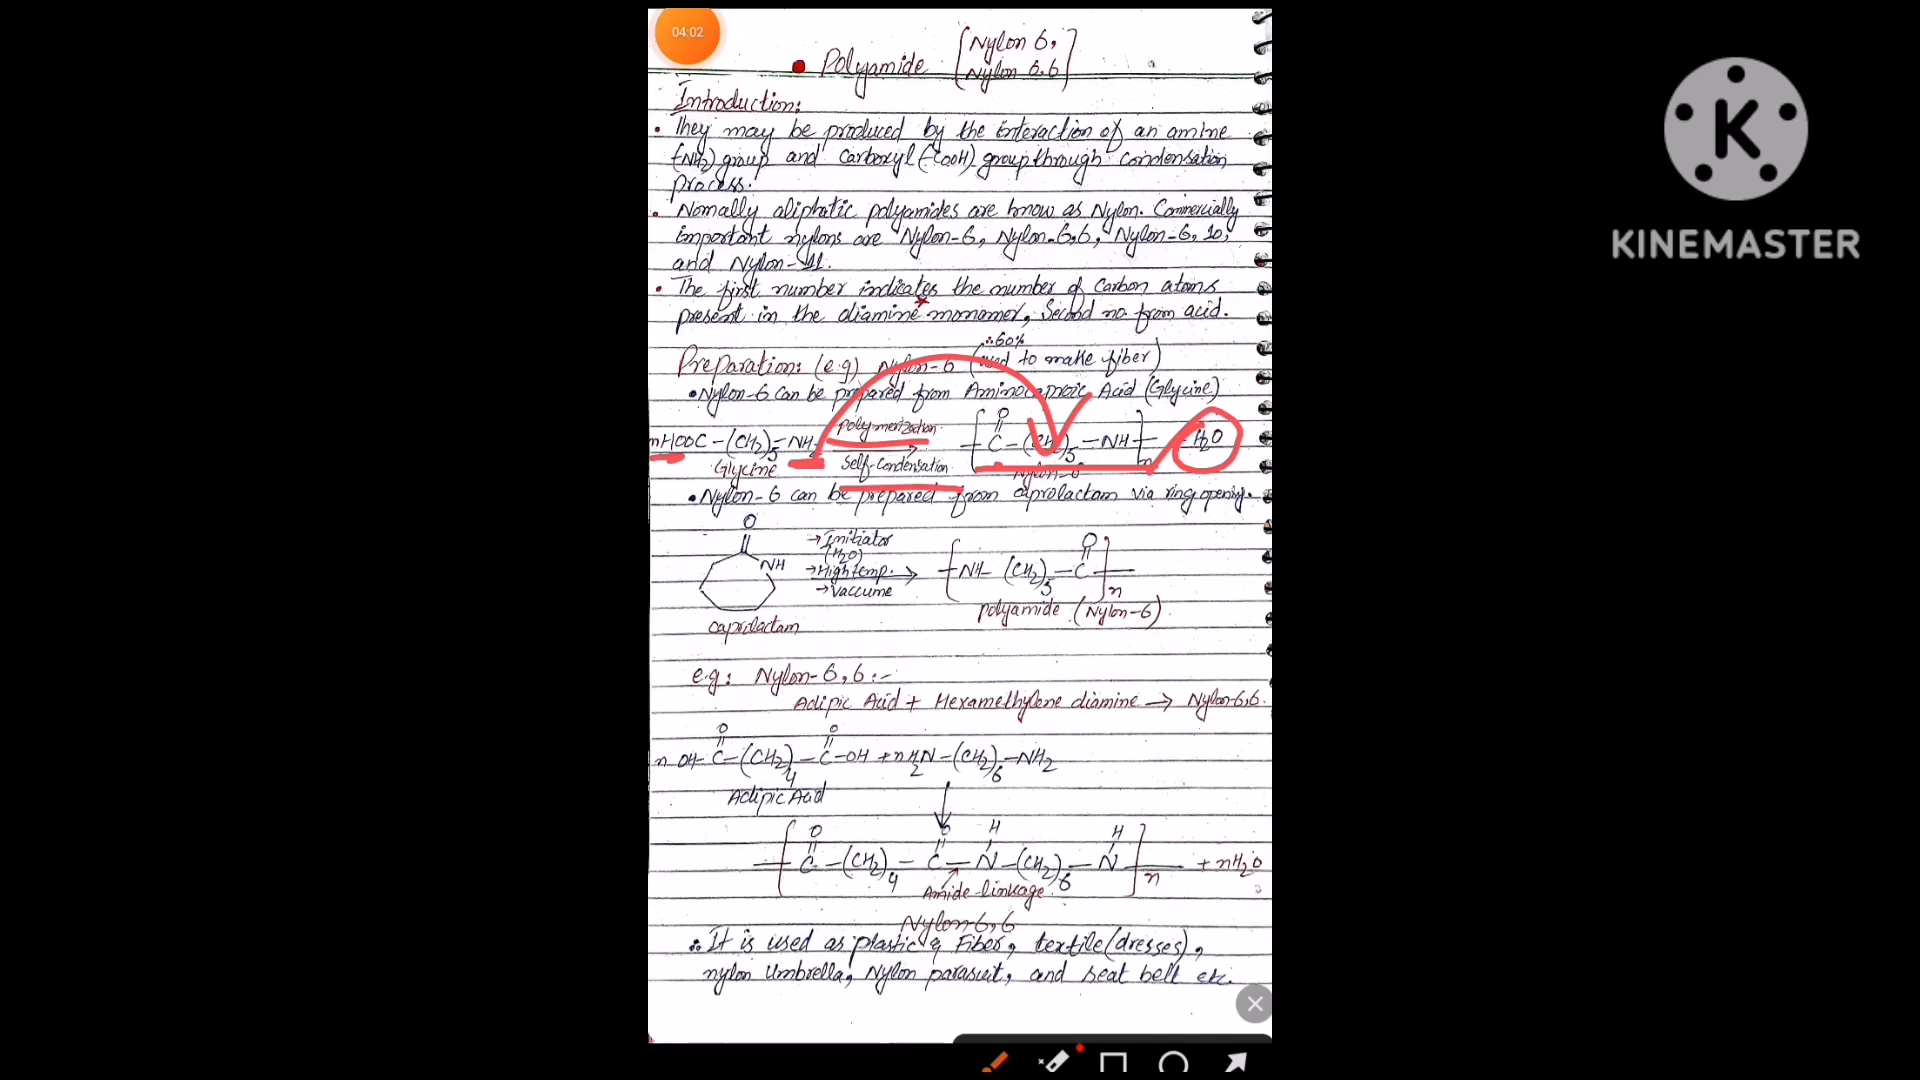 04:02
• Polyamide [Nylon 6,
Nylon 6.6]
Introduction:
• They may be produced by the interaction of an amine
(-NH2) group and Carboxyl (-COOH) group through Condensation
process.
• Nomally aliphatic polyamides are know as Nylon. Commercially
important nylons are Nylon-6, Nylon-6,6, Nylon-6,10,
and Nylon-11.
• The first number indicates the number of Carbon atoms
present in the diamine monomer, Second no from acid.
∴60%
Preparation: (e.g) Nylon-6 (used to make fiber)
• Nylon-6 can be prepared from Aminocaproic Acid (Glycine)
nHOOC-(CH2)5-NH2 polymerization Self-Condensation [C(=O)-(CH2)5-NH]n H2O
Glycine Nylon-6
• Nylon-6 can be prepared from caprolactam via ring opening.
O
NH
→Initiator
(H2O)
→High temp.
→Vaccume
[NH-(CH2)5-C(=O)]n
caprolactam
polyamide (Nylon-6)
e.g: Nylon-6,6:-
Adipic Acid + Hexamethylene diamine → Nylon6,6.
n OH-C(=O)-(CH2)4-C(=O)-OH + n H2N-(CH2)6-NH2
Adipic Acid
[C(=O)-(CH2)4-C(=O)-N(H)-(CH2)6-N(H)]n + nH2O
Amide linkage
Nylon6,6
∴ It is used as plastic & Fiber, textile (dresses),
nylon umbrella, Nylon parasuit, and seat belt etc.
K
KINEMASTER